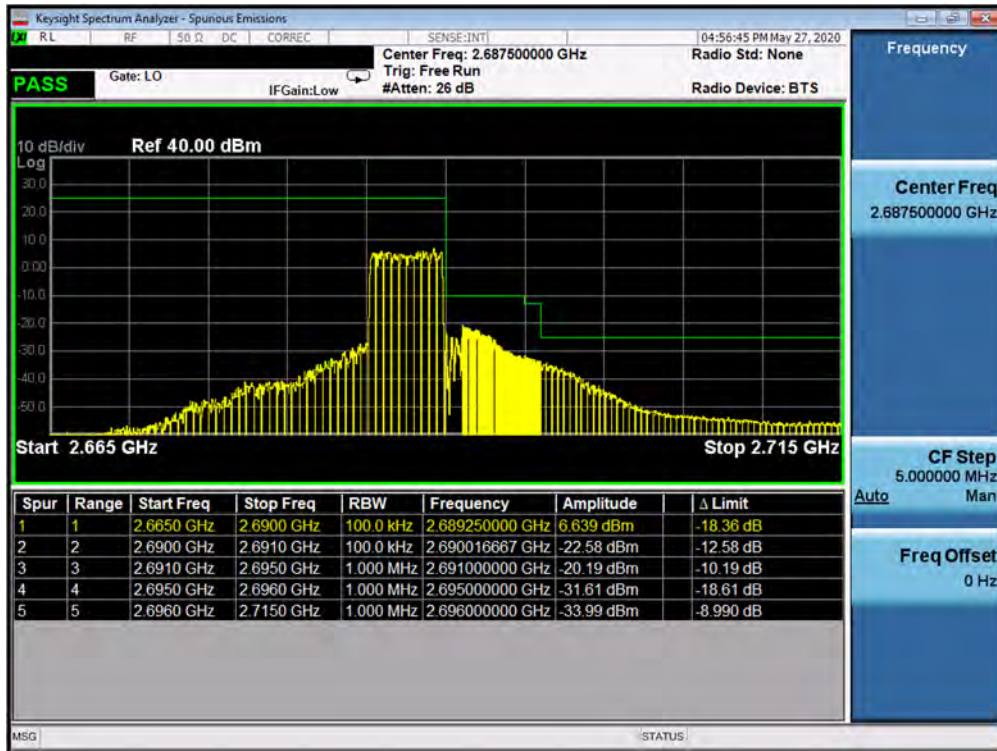 Keysight Spectrum Analyzer - Spurious Emissions
RL RF 50 Ω DC CORREC SENSE:INT 04:56:45 PM May 27, 2020
Center Freq: 2.687500000 GHz Radio Std: None
PASS Gate: LO Trig: Free Run
IFGain:Low #Atten: 26 dB Radio Device: BTS
10 dB/div Ref 40.00 dBm
Log
30.0
20.0
10.0
0.00
-10.0
-20.0
-30.0
-40.0
-50.0
Start 2.665 GHz Stop 2.715 GHz
Spur Range Start Freq Stop Freq RBW Frequency Amplitude Δ Limit
1 1 2.6650 GHz 2.6900 GHz 100.0 kHz 2.689250000 GHz 6.639 dBm -18.36 dB
2 2 2.6900 GHz 2.6910 GHz 100.0 kHz 2.690016667 GHz -22.58 dBm -12.58 dB
3 3 2.6910 GHz 2.6950 GHz 1.000 MHz 2.691000000 GHz -20.19 dBm -10.19 dB
4 4 2.6950 GHz 2.6960 GHz 1.000 MHz 2.695000000 GHz -31.61 dBm -18.61 dB
5 5 2.6960 GHz 2.7150 GHz 1.000 MHz 2.696000000 GHz -33.99 dBm -8.990 dB
MSG STATUS
Frequency
Center Freq
2.687500000 GHz
CF Step
5.000000 MHz
Auto Man
Freq Offset
0 Hz